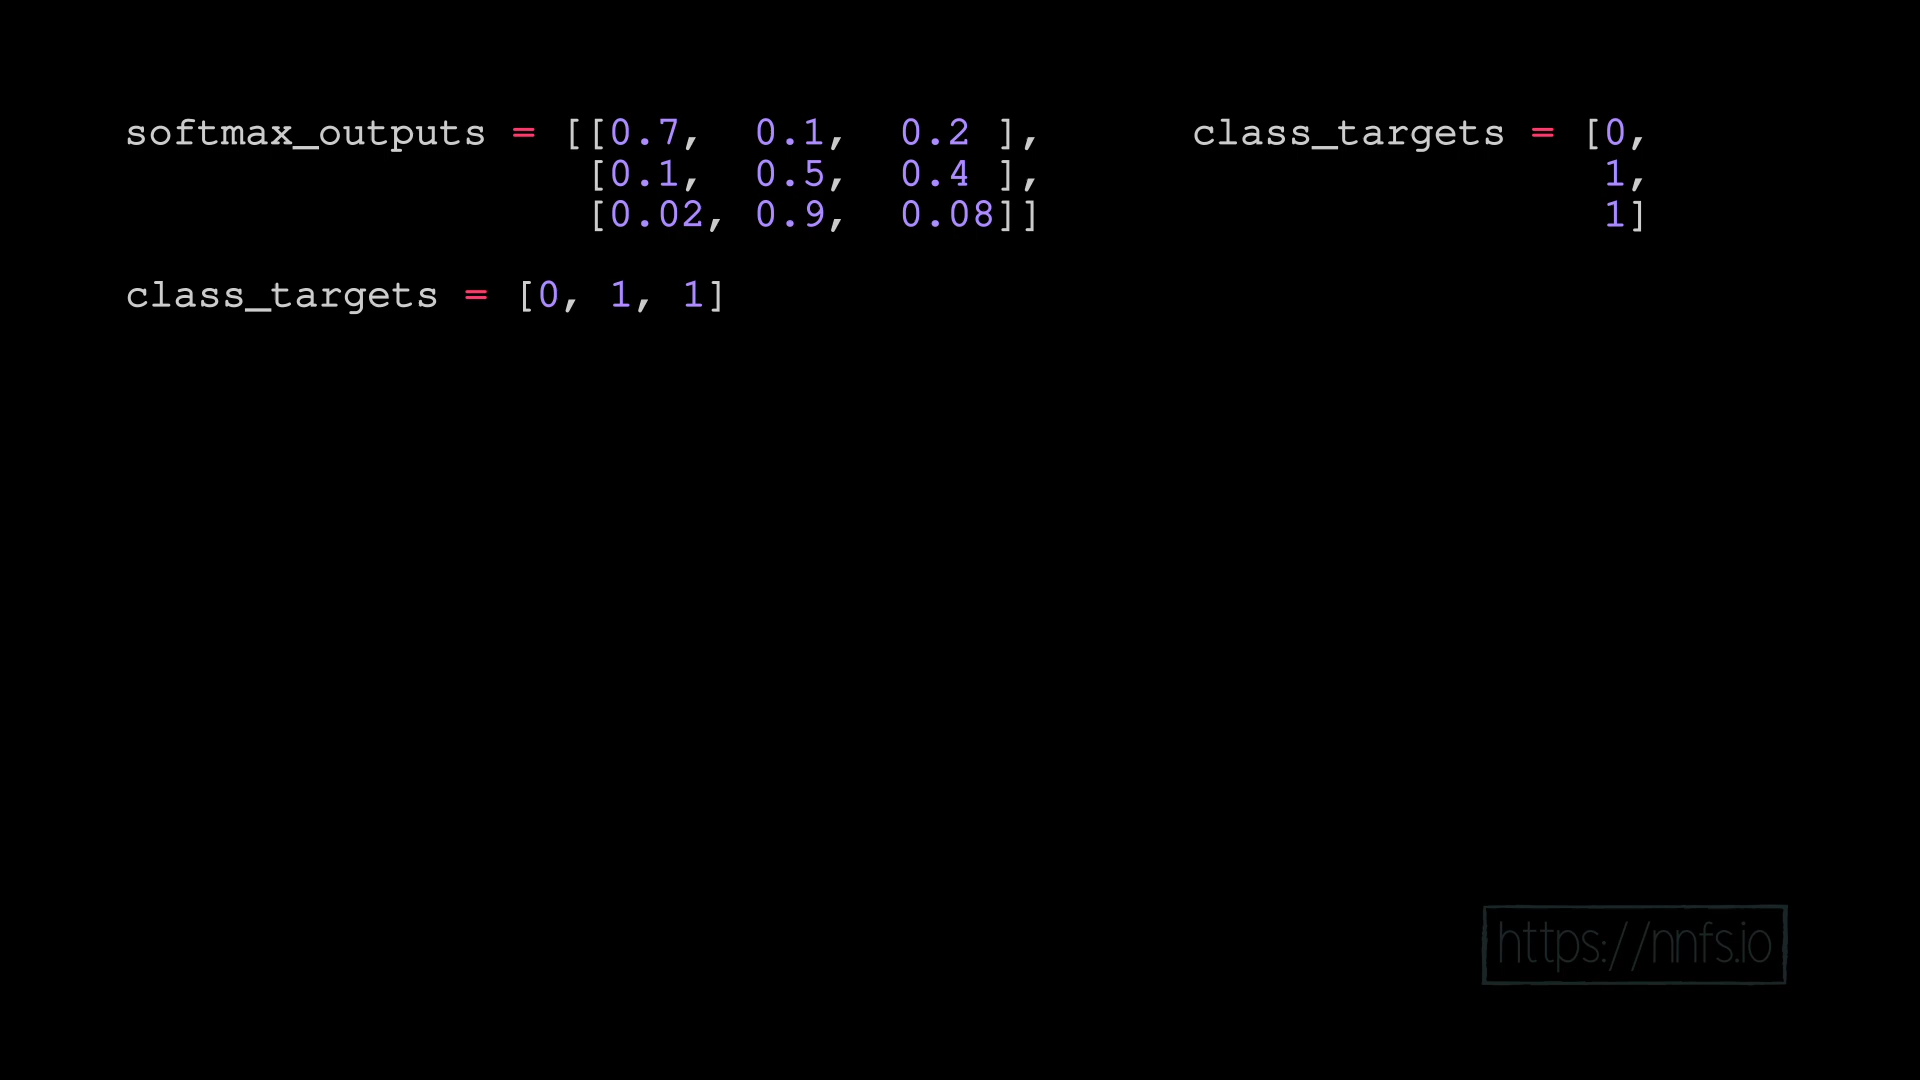 softmax_outputs = [[0.7, 0.1, 0.2 ],
[0.1, 0.5, 0.4 ],
[0.02, 0.9, 0.08]]
class_targets = [0,
1,
1]
class_targets = [0, 1, 1]
https://nnfs.io